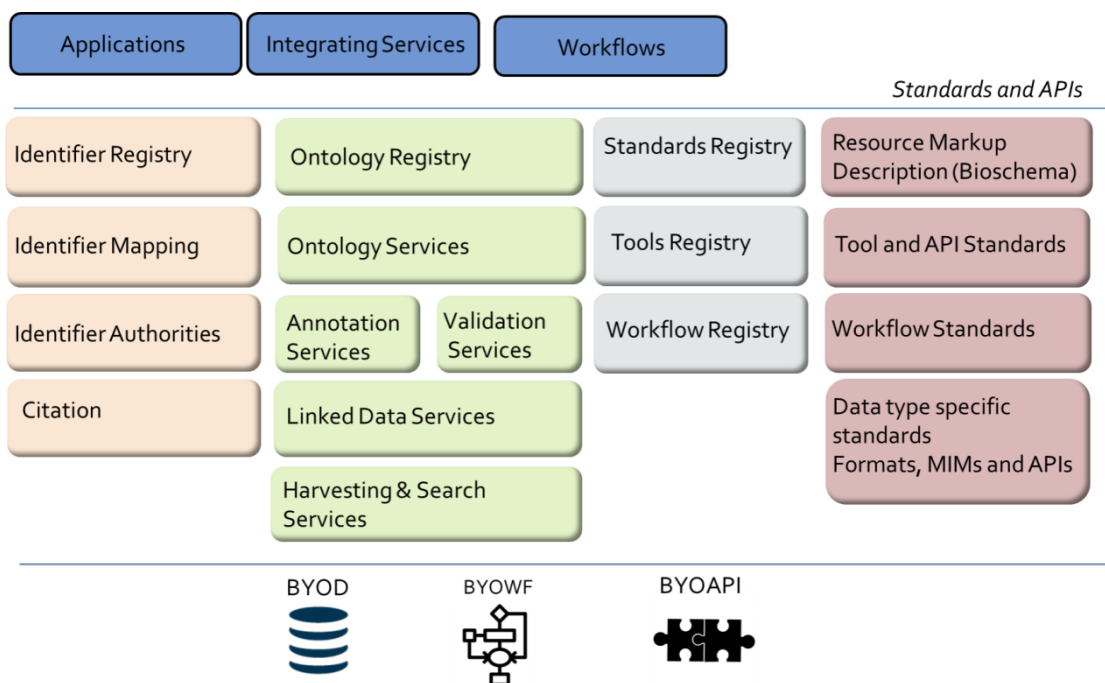 Applications
Integrating Services
Workflows
Standards and APIs
Identifier Registry
Ontology Registry
Standards Registry
Resource Markup
Description (Bioschema)
Identifier Mapping
Ontology Services
Tools Registry
Tool and API Standards
Identifier Authorities
Annotation
Services
Validation
Services
Workflow Registry
Workflow Standards
Citation
Linked Data Services
Data type specific
standards
Formats, MIMs and APIs
Harvesting & Search
Services
BYOD
BYOWF
BYOAPI